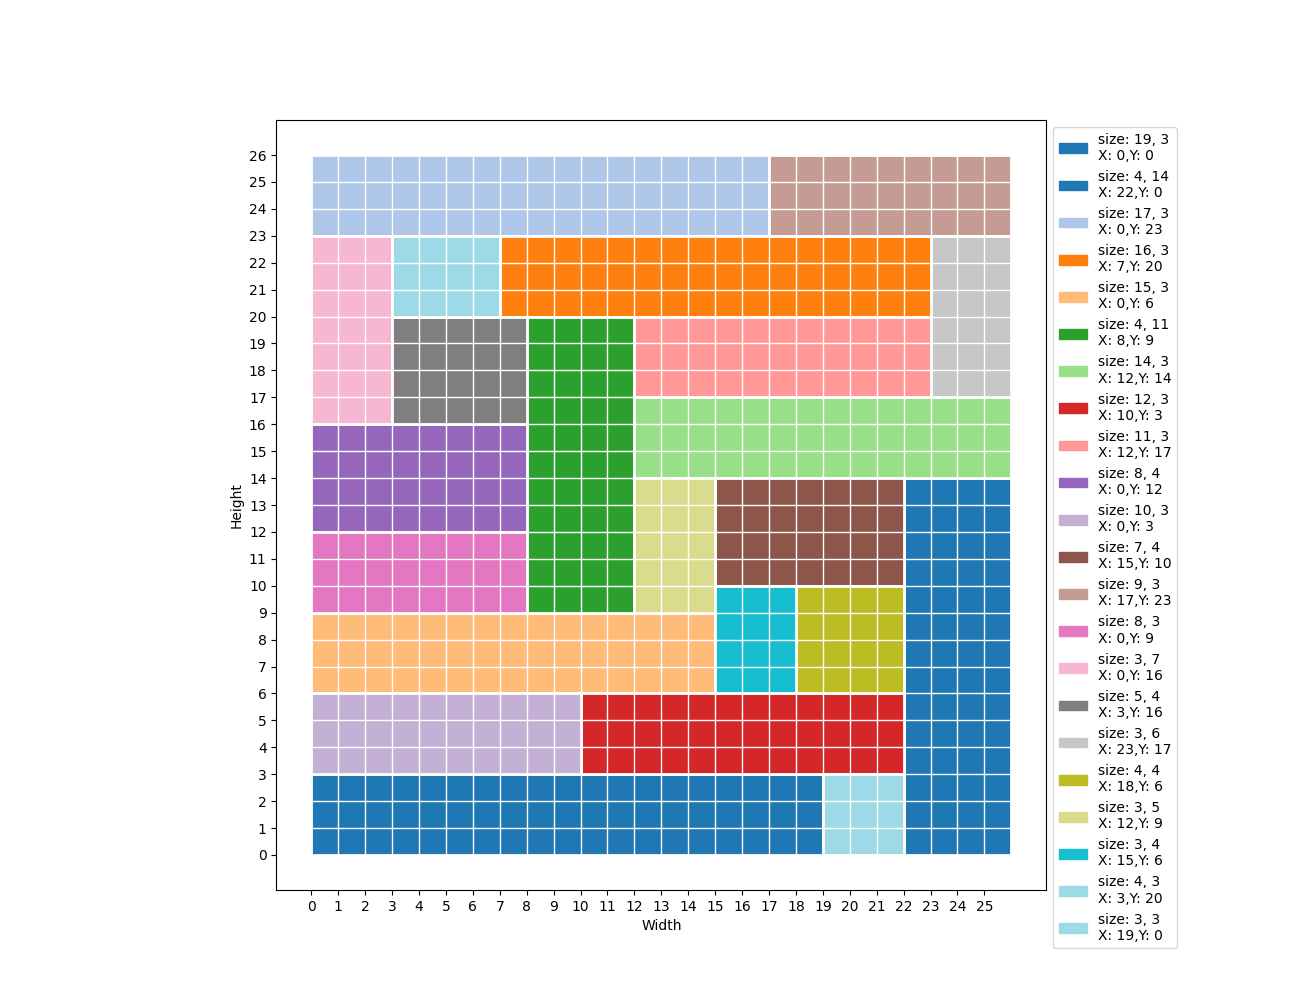 26
25
24
23
22
21
20
19
18
17
16
15
14
13
12
11
10
9
8
7
6
5
4
3
2
1
0
Height
0 1 2 3 4 5 6 7 8 9 10 11 12 13 14 15 16 17 18 19 20 21 22 23 24 25
Width
size: 19, 3
X: 0,Y: 0
size: 4, 14
X: 22,Y: 0
size: 17, 3
X: 0,Y: 23
size: 16, 3
X: 7,Y: 20
size: 15, 3
X: 0,Y: 6
size: 4, 11
X: 8,Y: 9
size: 14, 3
X: 12,Y: 14
size: 12, 3
X: 10,Y: 3
size: 11, 3
X: 12,Y: 17
size: 8, 4
X: 0,Y: 12
size: 10, 3
X: 0,Y: 3
size: 7, 4
X: 15,Y: 10
size: 9, 3
X: 17,Y: 23
size: 8, 3
X: 0,Y: 9
size: 3, 7
X: 0,Y: 16
size: 5, 4
X: 3,Y: 16
size: 3, 6
X: 23,Y: 17
size: 4, 4
X: 18,Y: 6
size: 3, 5
X: 12,Y: 9
size: 3, 4
X: 15,Y: 6
size: 4, 3
X: 3,Y: 20
size: 3, 3
X: 19,Y: 0